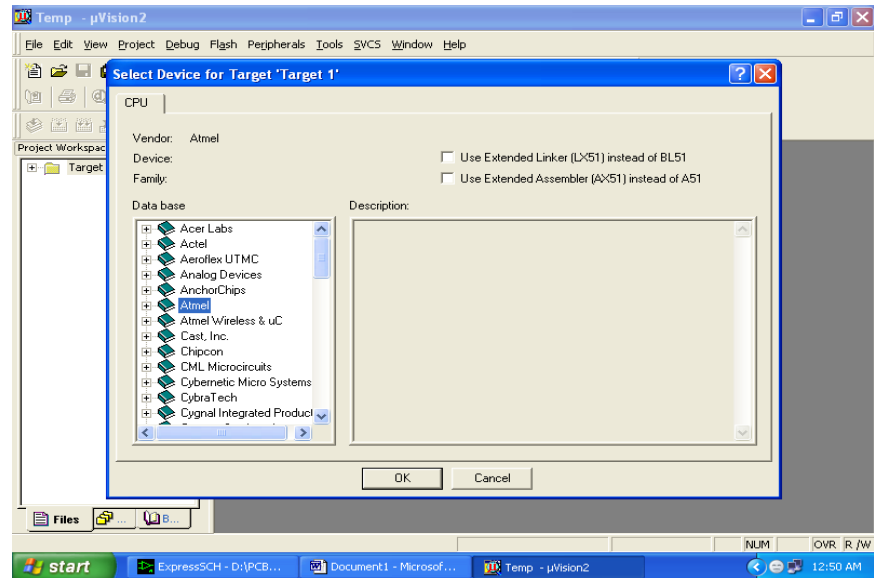 Temp - µVision2
File Edit View Project Debug Flash Peripherals Tools SVCS Window Help
Select Device for Target 'Target 1'
CPU
Vendor: Atmel
Device:
Family:
Use Extended Linker (LX51) instead of BL51
Use Extended Assembler (AX51) instead of A51
Project Workspac
Target
Data base
Description:
Acer Labs
Actel
Aeroflex UTMC
Analog Devices
AnchorChips
Atmel
Atmel Wireless & uC
Cast, Inc.
Chipcon
CML Microcircuits
Cybernetic Micro Systems
CybraTech
Cygnal Integrated Product
OK Cancel
Files ... B...
NUM OVR R/W
start ExpressSCH - D:\PCB... Document1 - Microsof... Temp - µVision2 12:50 AM